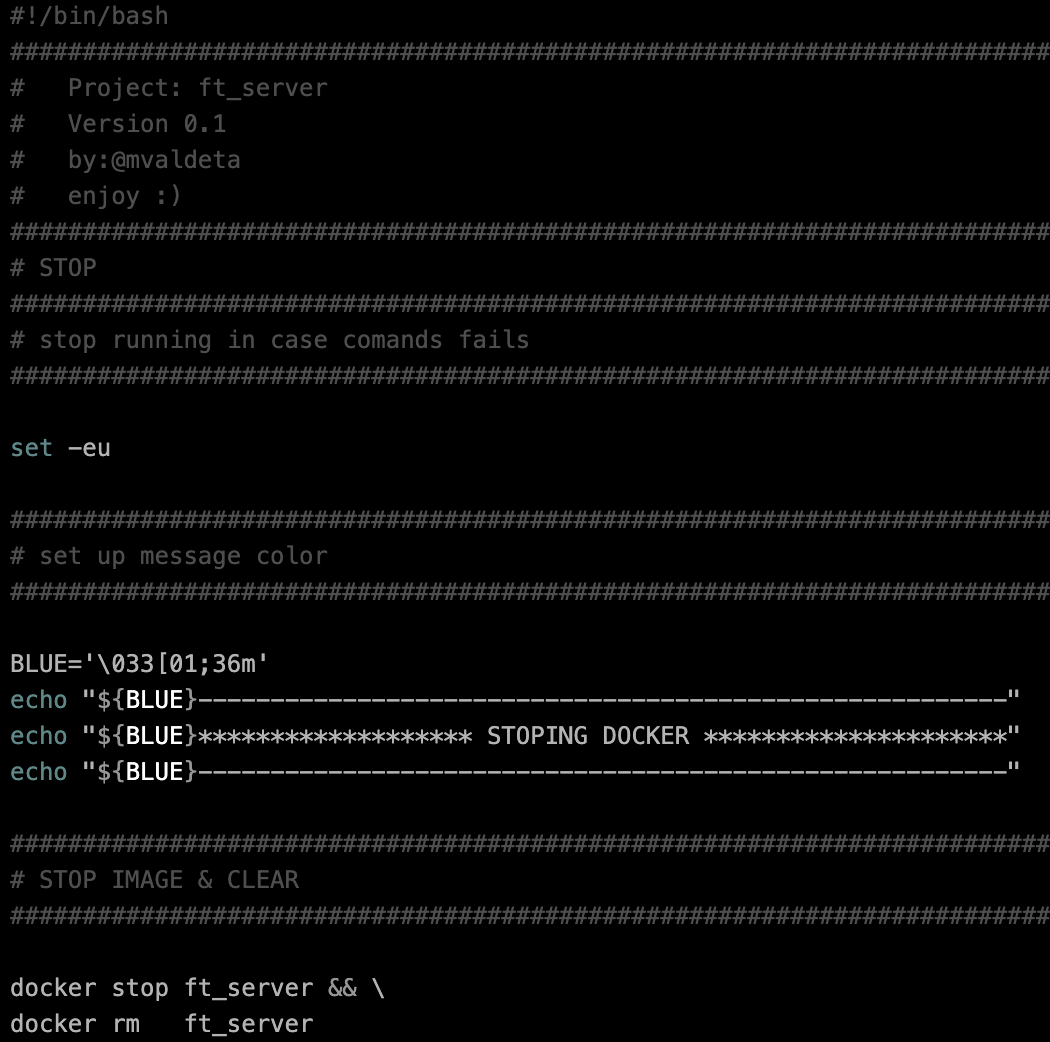 #!/bin/bash
########################################################################
#   Project: ft_server
#   Version 0.1
#   by:@mvaldeta
#   enjoy :)
########################################################################
# STOP
########################################################################
# stop running in case comands fails
########################################################################
set -eu
########################################################################
# set up message color
########################################################################
BLUE='\033[01;36m'
echo "${BLUE}--------------------------------------------------------"
echo "${BLUE}******************* STOPING DOCKER *********************"
echo "${BLUE}--------------------------------------------------------"
########################################################################
# STOP IMAGE & CLEAR
########################################################################
docker stop ft_server && \
docker rm   ft_server